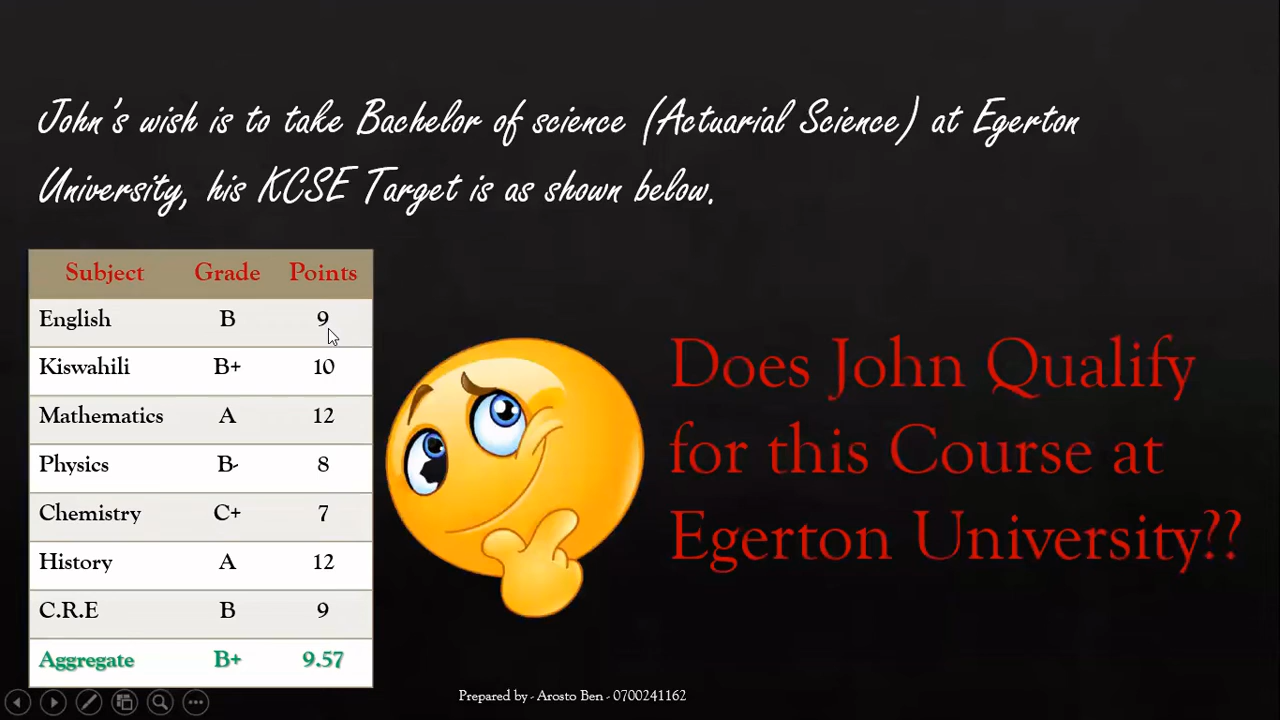 John's wish is to take Bachelor of science (Actuarial Science) at Egerton
University, his KCSE Target is as shown below.
Subject Grade Points
English B 9
Kiswahili B+ 10
Mathematics A 12
Physics B- 8
Chemistry C+ 7
History A 12
C.R.E B 9
Aggregate B+ 9.57
Does John Qualify
for this Course at
Egerton University??
Prepared by - Arosto Ben - 0700241162